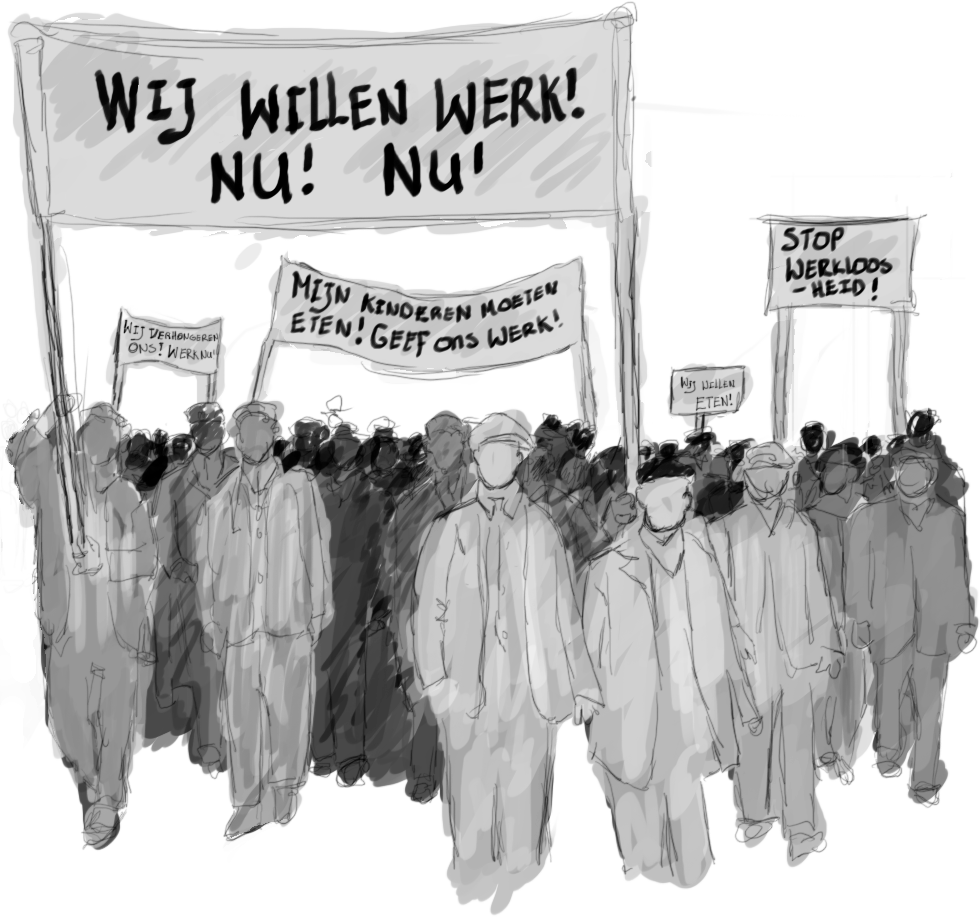 WIJ WILLEN WERK!
NU! NU'
MIJN KINDEREN MOETEN
ETEN! GEEF ONS WERK!
STOP
WERKLOOS
-HEID!
WIJ VERHONGEREN
ONS! WERK NU!
WIJ WILLEN
ETEN!